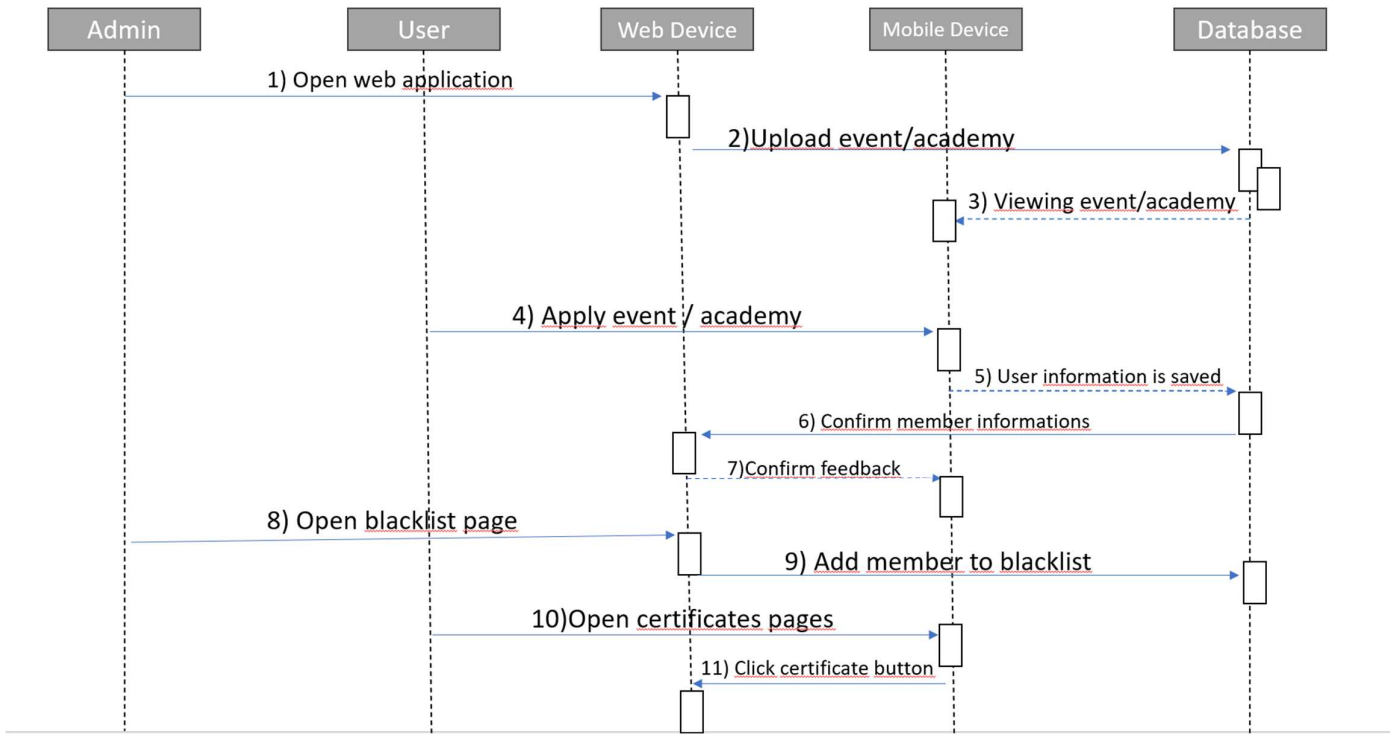 Admin
User
Web Device
Mobile Device
Database
1) Open web application
2)Upload event/academy
3) Viewing event/academy
4) Apply event / academy
5) User information is saved
6) Confirm member informations
7)Confirm feedback
8) Open blacklist page
9) Add member to blacklist
10)Open certificates pages
11) Click certificate button